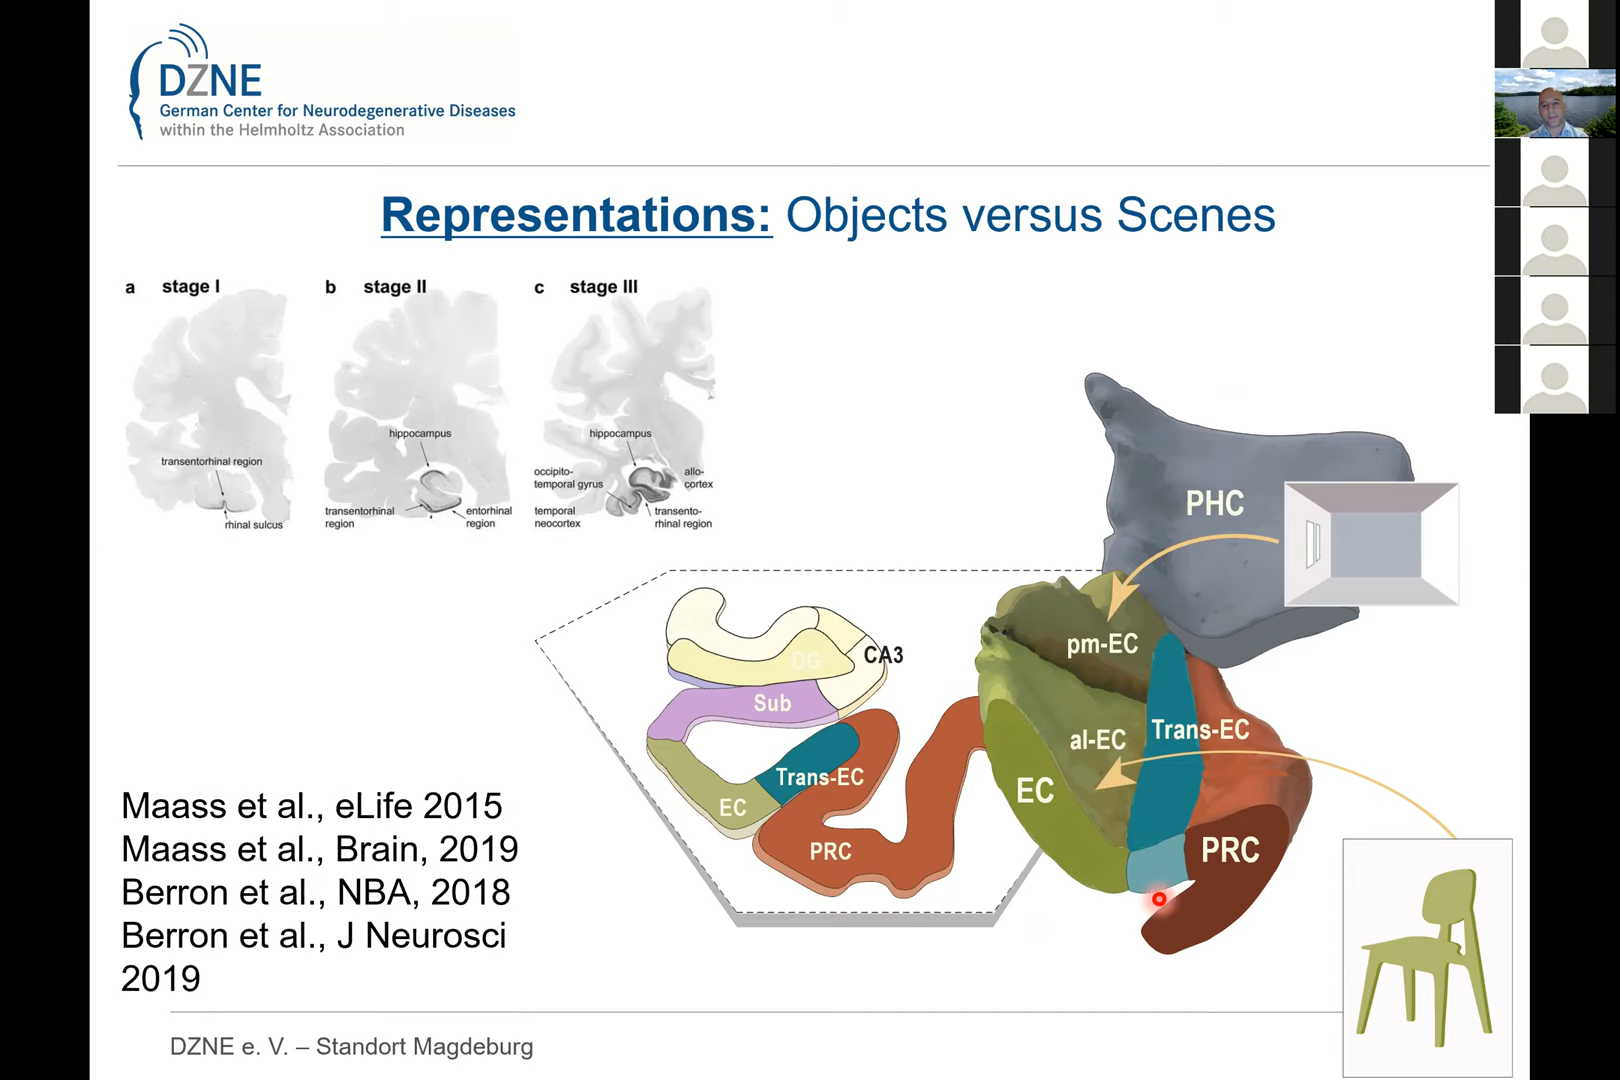 DZNE
German Center for Neurodegenerative Diseases
within the Helmholtz Association
Representations: Objects versus Scenes
a stage I
b stage II
c stage III
transentorhinal region
rhinal sulcus
hippocampus
transentorhinal
region
entorhinal
region
hippocampus
occipito-
temporal gyrus
allo-
cortex
temporal
neocortex
transento-
rhinal region
PHC
pm-EC
al-EC
Trans-EC
EC
PRC
DG
CA3
Sub
Trans-EC
EC
PRC
Maass et al., eLife 2015
Maass et al., Brain, 2019
Berron et al., NBA, 2018
Berron et al., J Neurosci
2019
DZNE e. V. – Standort Magdeburg